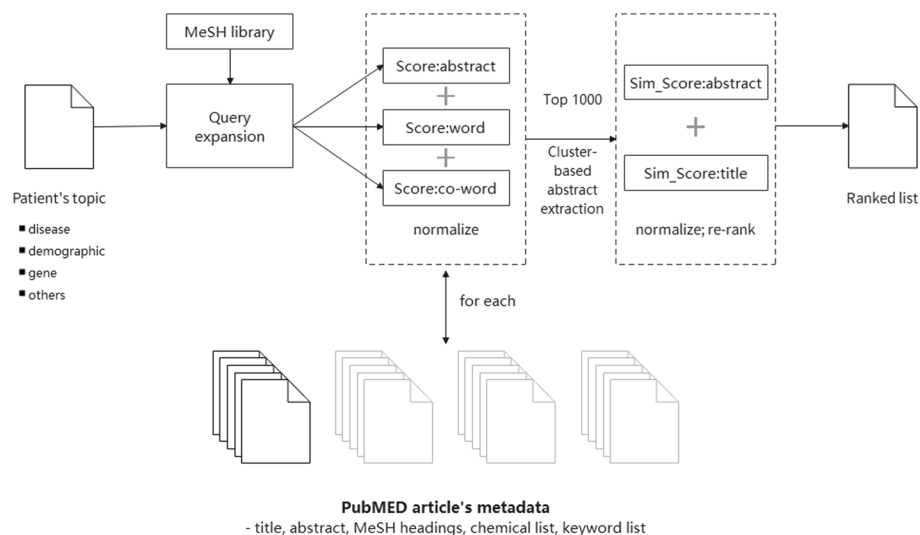 MeSH library
Query
expansion
Patient's topic
disease
demographic
gene
others
Score:abstract
+
Score:word
+
Score:co-word
normalize
Top 1000
Cluster-
based
abstract
extraction
Sim_Score:abstract
+
Sim_Score:title
normalize; re-rank
Ranked list
for each
PubMED article's metadata
- title, abstract, MeSH headings, chemical list, keyword list